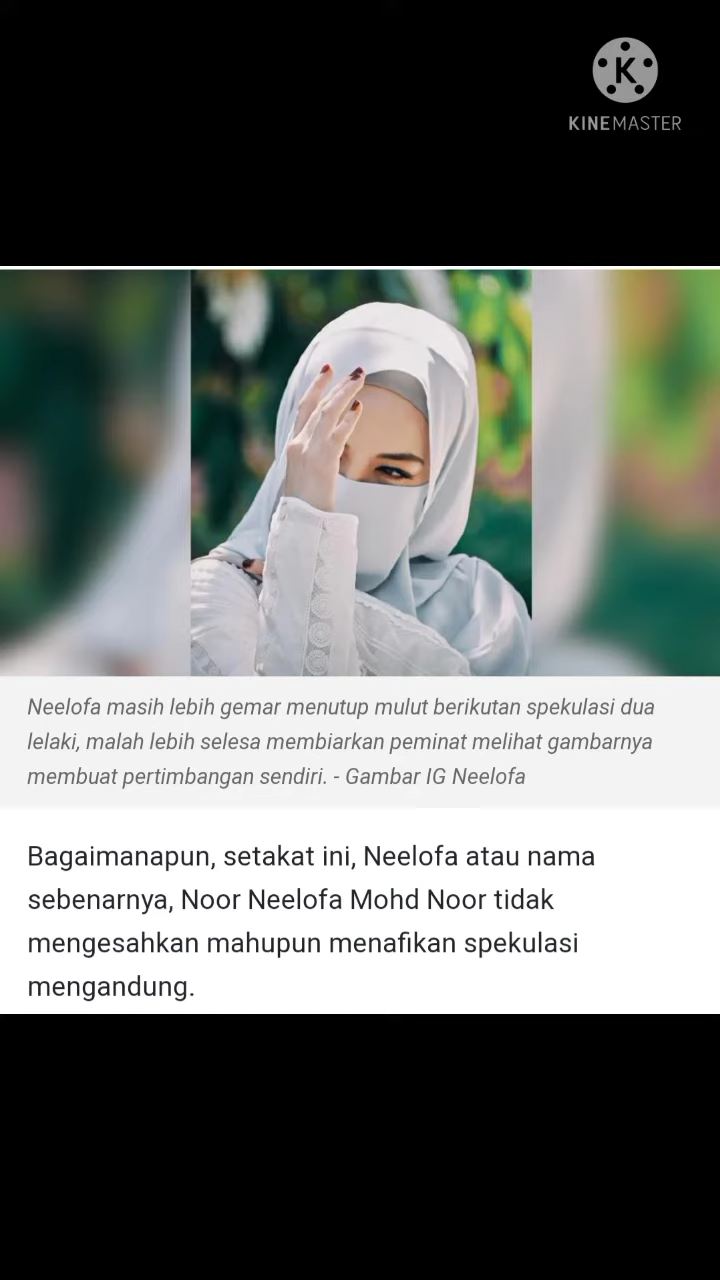 K
KINEMASTER
Neelofa masih lebih gemar menutup mulut berikutan spekulasi dua
lelaki, malah lebih selesa membiarkan peminat melihat gambarnya
membuat pertimbangan sendiri. - Gambar IG Neelofa
Bagaimanapun, setakat ini, Neelofa atau nama
sebenarnya, Noor Neelofa Mohd Noor tidak
mengesahkan mahupun menafikan spekulasi
mengandung.